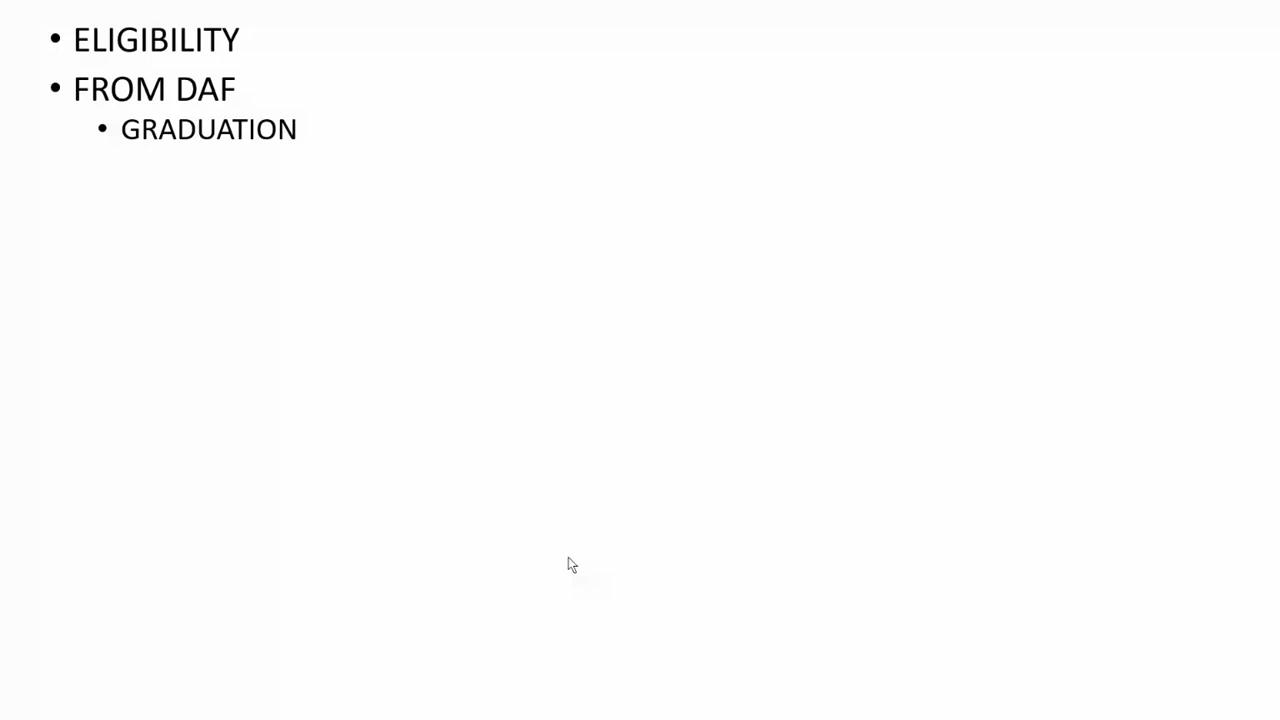 • ELIGIBILITY
• FROM DAF
• GRADUATION